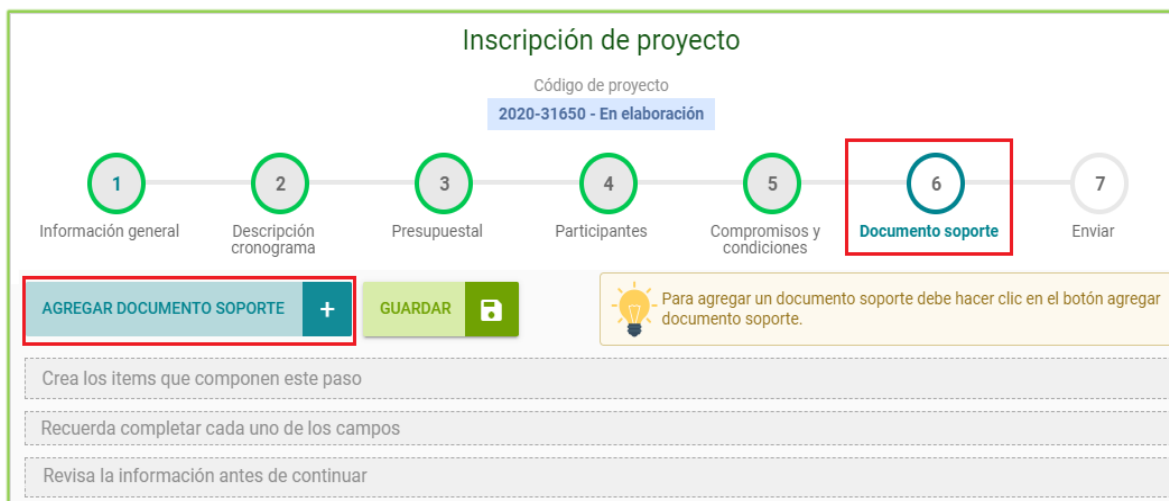 Inscripción de proyecto
Código de proyecto
2020-31650 - En elaboración
1
2
3
4
5
6
7
Información general
Descripción
cronograma
Presupuestal
Participantes
Compromisos y
condiciones
Documento soporte
Enviar
AGREGAR DOCUMENTO SOPORTE +
GUARDAR
Para agregar un documento soporte debe hacer clic en el botón agregar
documento soporte.
Crea los items que componen este paso
Recuerda completar cada uno de los campos
Revisa la información antes de continuar